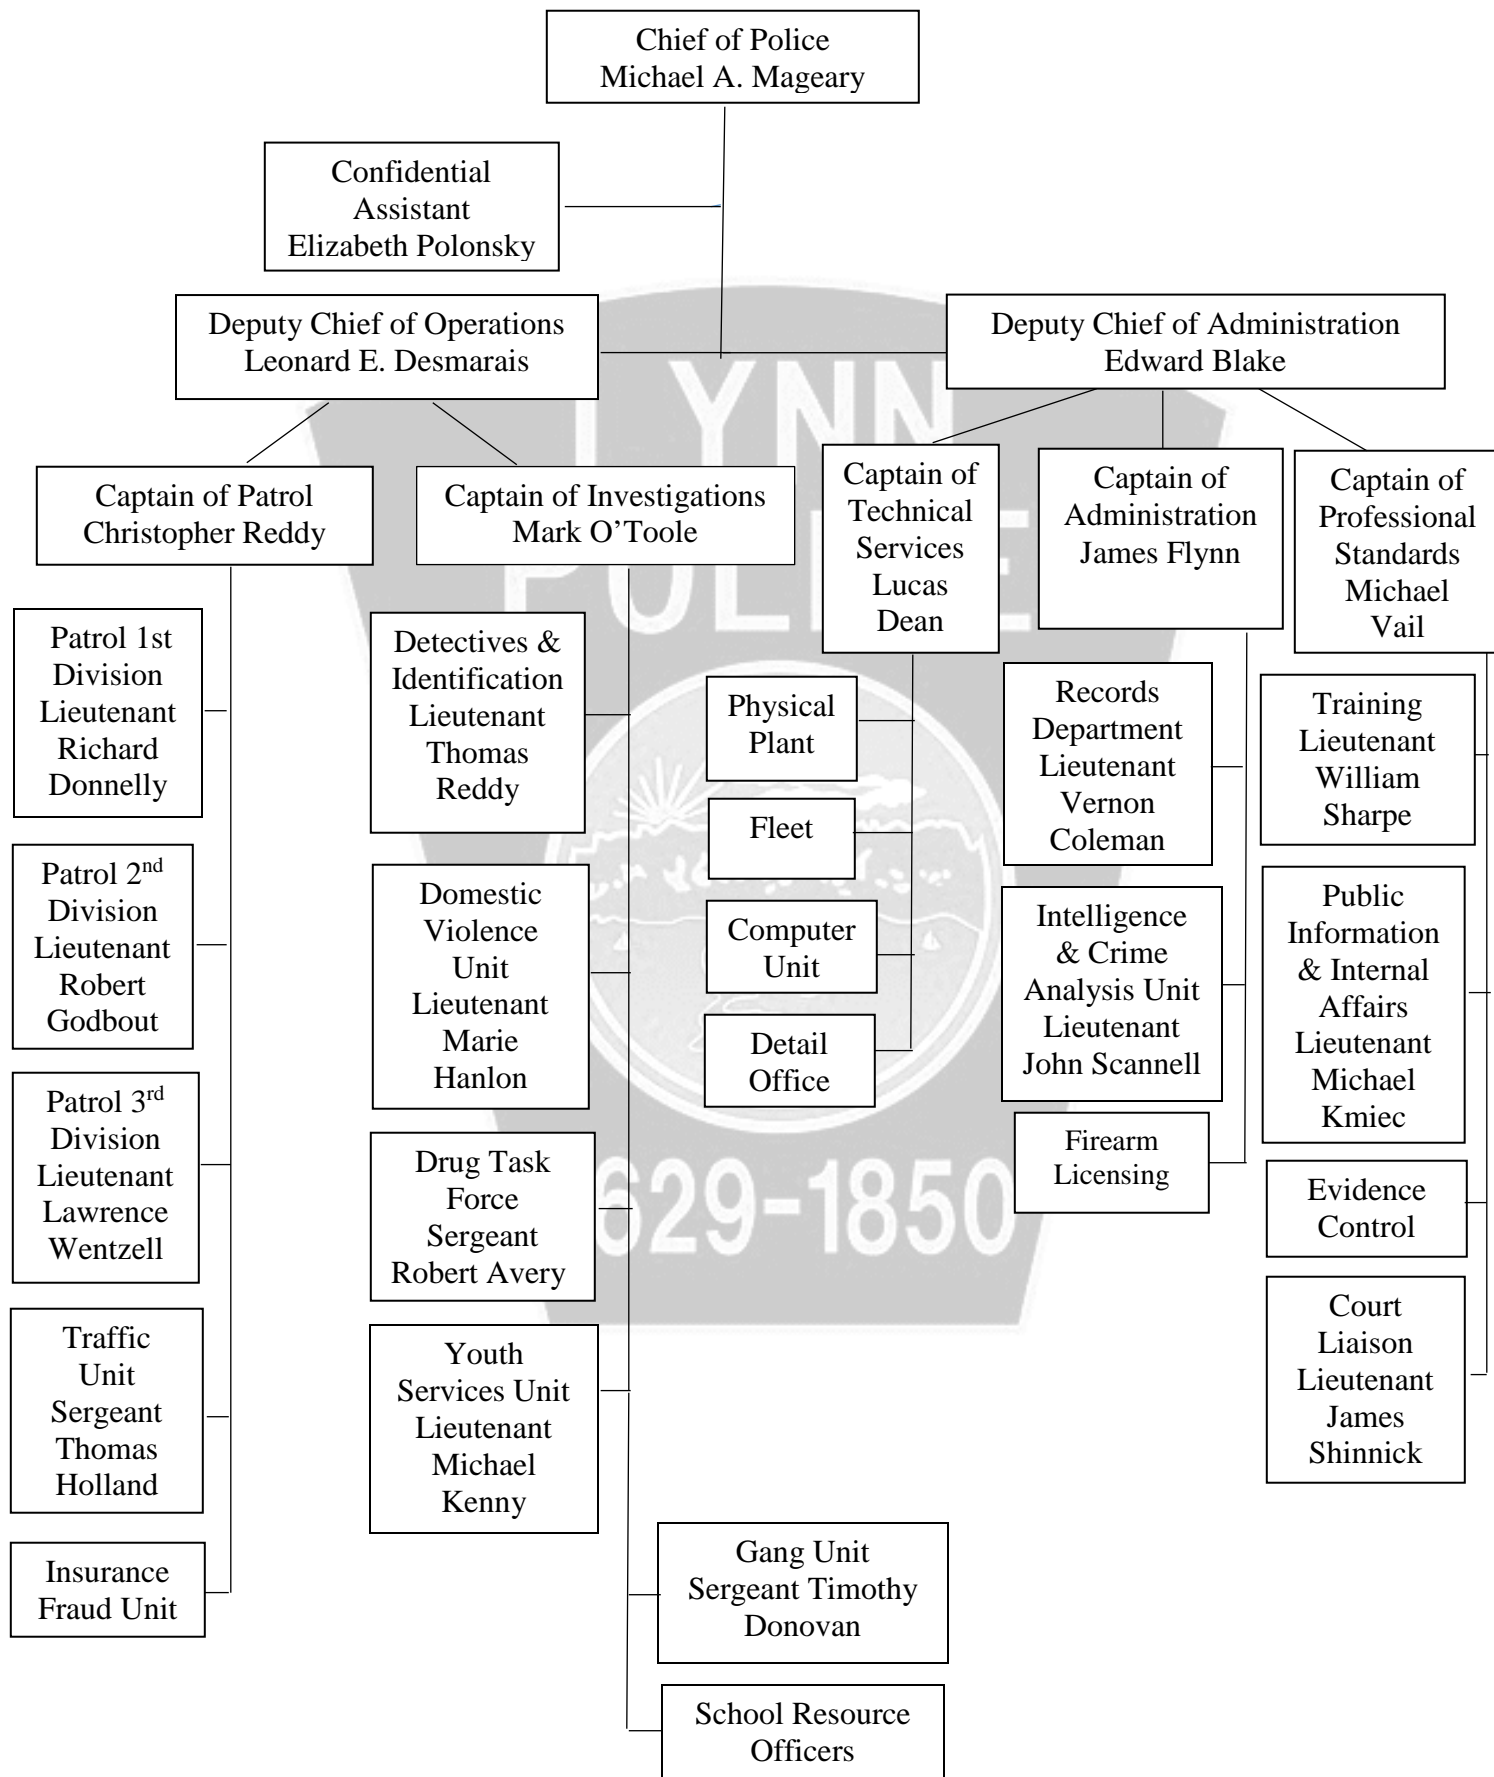 Chief of Police
Michael A. Mageary
Confidential
Assistant
Elizabeth Polonsky
Deputy Chief of Operations
Leonard E. Desmarais
Deputy Chief of Administration
Edward Blake
Captain of Patrol
Christopher Reddy
Captain of Investigations
Mark O’Toole
Captain of
Technical
Services
Lucas
Dean
Captain of
Administration
James Flynn
Captain of
Professional
Standards
Michael
Vail
Patrol 1st
Division
Lieutenant
Richard
Donnelly
Patrol 2nd
Division
Lieutenant
Robert
Godbout
Patrol 3rd
Division
Lieutenant
Lawrence
Wentzell
Traffic
Unit
Sergeant
Thomas
Holland
Insurance
Fraud Unit
Detectives &
Identification
Lieutenant
Thomas
Reddy
Domestic
Violence
Unit
Lieutenant
Marie
Hanlon
Drug Task
Force
Sergeant
Robert Avery
Youth
Services Unit
Lieutenant
Michael
Kenny
Gang Unit
Sergeant Timothy
Donovan
School Resource
Officers
Physical
Plant
Fleet
Computer
Unit
Detail
Office
Records
Department
Lieutenant
Vernon
Coleman
Intelligence
& Crime
Analysis Unit
Lieutenant
John Scannell
Firearm
Licensing
Training
Lieutenant
William
Sharpe
Public
Information
& Internal
Affairs
Lieutenant
Michael
Kmiec
Evidence
Control
Court
Liaison
Lieutenant
James
Shinnick
LYNN
POLICE
629-1850